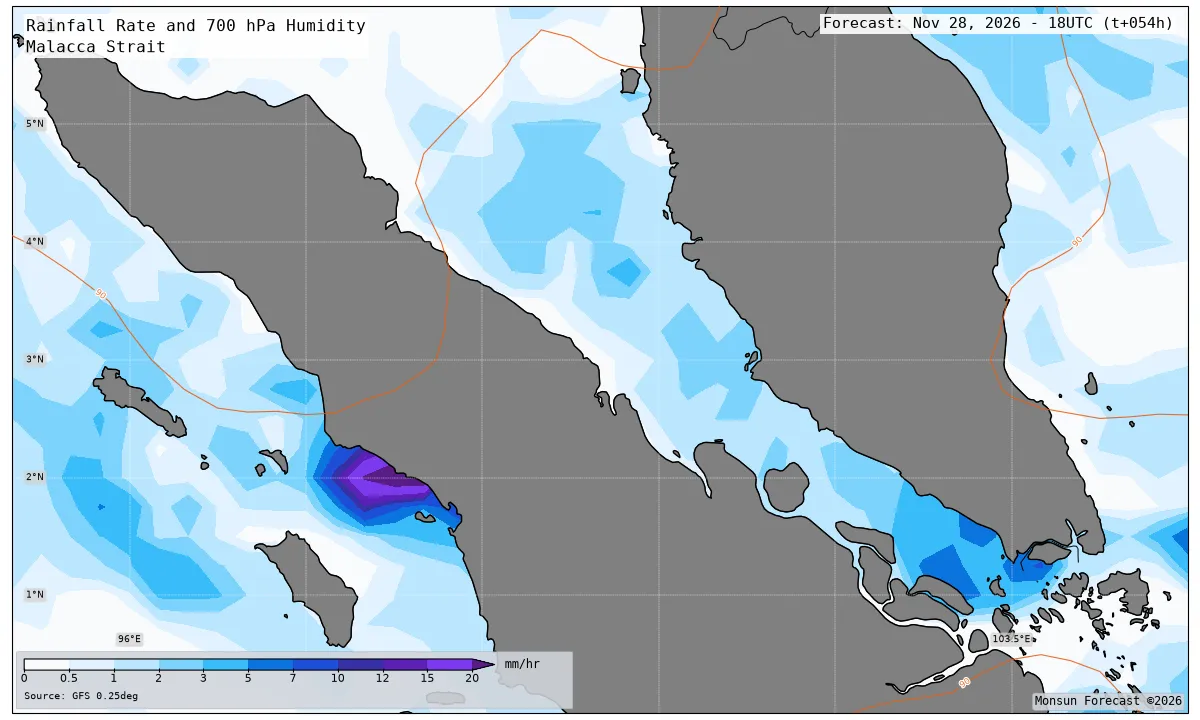 Rainfall Rate and 700 hPa Humidity
Malacca Strait
Forecast: Nov 28, 2026 - 18UTC (t+054h)
5°N
4°N
90
90
3°N
2°N
1°N
96°E
103.5°E
90
0 0.5 1 2 3 5 7 10 12 15 20
mm/hr
Source: GFS 0.25deg
Monsun Forecast ©2026